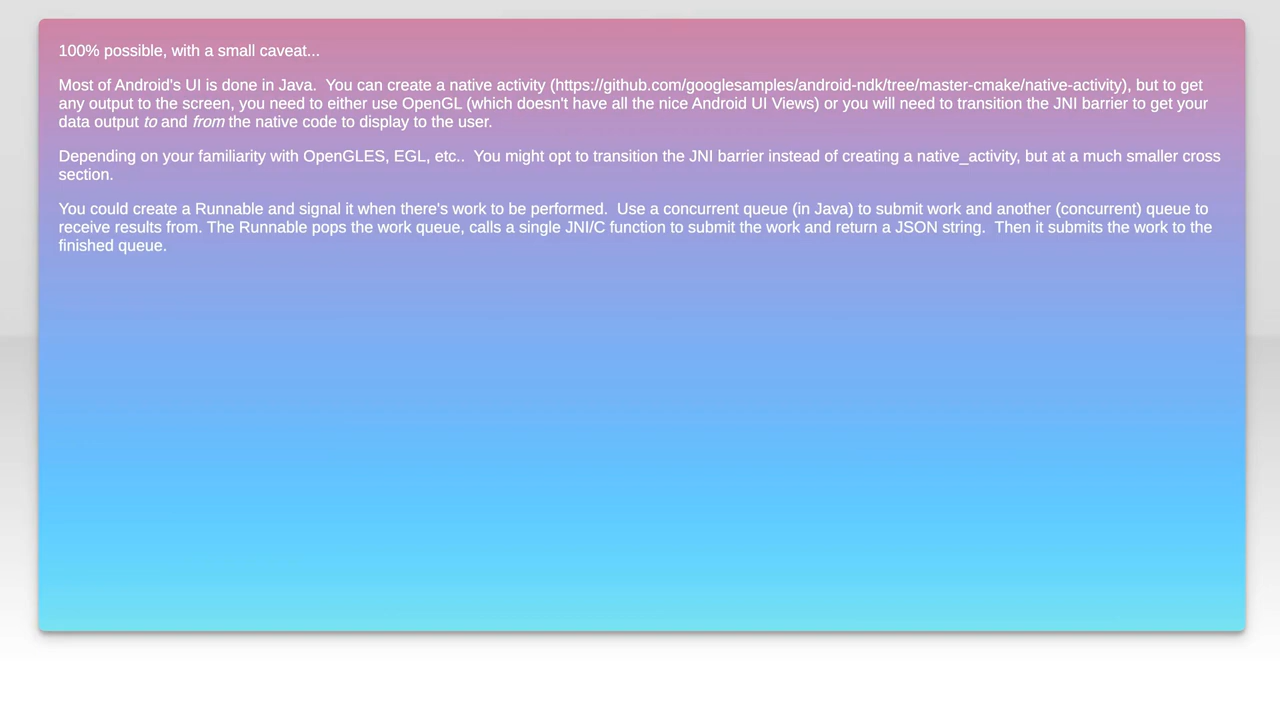 100% possible, with a small caveat...
Most of Android's UI is done in Java.  You can create a native activity (https://github.com/googlesamples/android-ndk/tree/master-cmake/native-activity), but to get
any output to the screen, you need to either use OpenGL (which doesn't have all the nice Android UI Views) or you will need to transition the JNI barrier to get your
data output to and from the native code to display to the user.
Depending on your familiarity with OpenGLES, EGL, etc..  You might opt to transition the JNI barrier instead of creating a native_activity, but at a much smaller cross
section.
You could create a Runnable and signal it when there's work to be performed.  Use a concurrent queue (in Java) to submit work and another (concurrent) queue to
receive results from. The Runnable pops the work queue, calls a single JNI/C function to submit the work and return a JSON string.  Then it submits the work to the
finished queue.